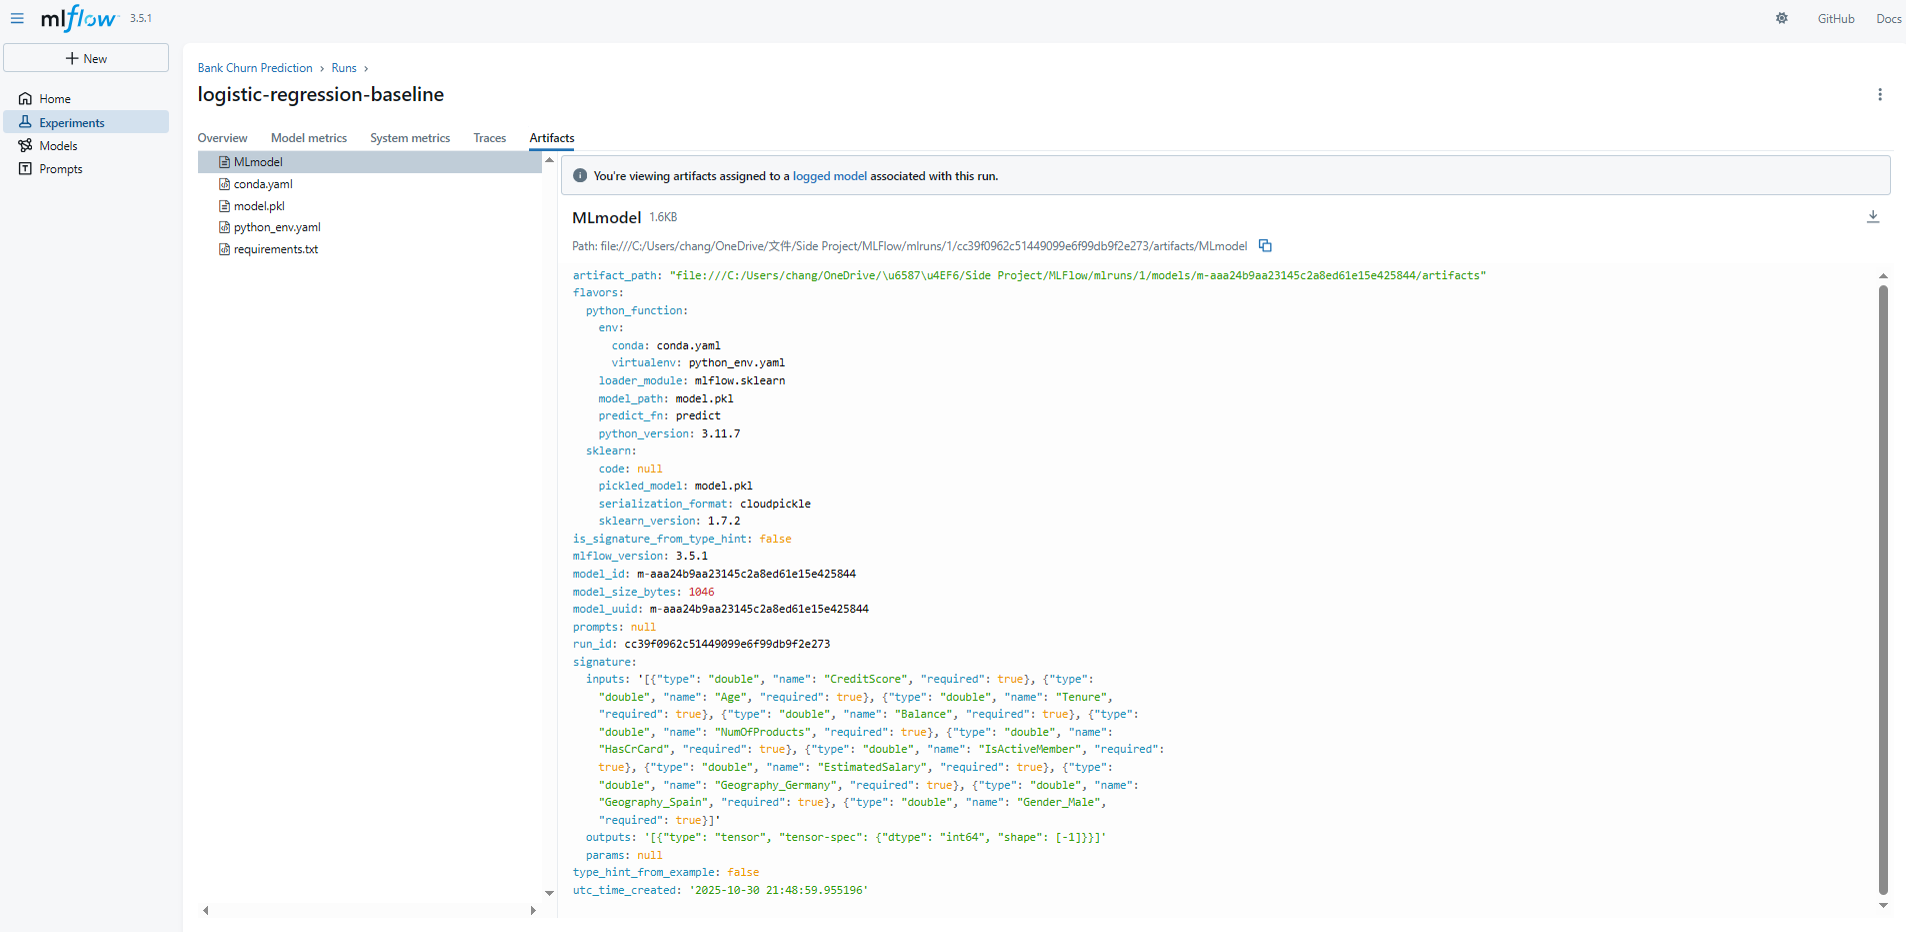 mlflow 3.5.1
GitHub
Docs
New
Home
Experiments
Models
Prompts
Bank Churn Prediction › Runs ›
logistic-regression-baseline
Overview
Model metrics
System metrics
Traces
Artifacts
MLmodel
conda.yaml
model.pkl
python_env.yaml
requirements.txt
You're viewing artifacts assigned to a logged model associated with this run.
MLmodel 1.6KB
Path: file:///C:/Users/chang/OneDrive/文件/Side Project/MLFlow/mlruns/1/cc39f0962c51449099e6f99db9f2e273/artifacts/MLmodel
artifact_path: "file:///C:/Users/chang/OneDrive/\u6587\u4EF6/Side Project/MLFlow/mlruns/1/models/m-aaa24b9aa23145c2a8ed61e15e425844/artifacts"
flavors:
python_function:
env:
conda: conda.yaml
virtualenv: python_env.yaml
loader_module: mlflow.sklearn
model_path: model.pkl
predict_fn: predict
python_version: 3.11.7
sklearn:
code: null
pickled_model: model.pkl
serialization_format: cloudpickle
sklearn_version: 1.7.2
is_signature_from_type_hint: false
mlflow_version: 3.5.1
model_id: m-aaa24b9aa23145c2a8ed61e15e425844
model_size_bytes: 1046
model_uuid: m-aaa24b9aa23145c2a8ed61e15e425844
prompts: null
run_id: cc39f0962c51449099e6f99db9f2e273
signature:
inputs: '[{"type": "double", "name": "CreditScore", "required": true}, {"type":
"double", "name": "Age", "required": true}, {"type": "double", "name": "Tenure",
"required": true}, {"type": "double", "name": "Balance", "required": true}, {"type":
"double", "name": "NumOfProducts", "required": true}, {"type": "double", "name":
"HasCrCard", "required": true}, {"type": "double", "name": "IsActiveMember", "required":
true}, {"type": "double", "name": "EstimatedSalary", "required": true}, {"type":
"double", "name": "Geography_Germany", "required": true}, {"type": "double", "name":
"Geography_Spain", "required": true}, {"type": "double", "name": "Gender_Male",
"required": true}]'
outputs: '[{"type": "tensor", "tensor-spec": {"dtype": "int64", "shape": [-1]}}]'
params: null
type_hint_from_example: false
utc_time_created: '2025-10-30 21:48:59.955196'